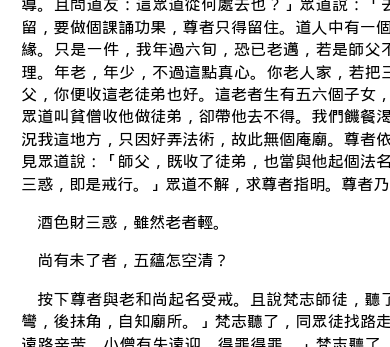 導。且問道友：這眾道從何處去也？」眾道說：「去
留，要做個課誦功果，尊者只得留住。道人中有一個
緣。只是一件，我年過六旬，恐已老邁，若是師父不
理。年老，年少，不過這點真心。你老人家，若把三
父，你便收這老徒弟也好。這老者生有五六個子女，
眾道叫貧僧收他做徒弟，卻帶他去不得。我們饑餐渴
況我這地方，只因好弄法術，故此無個庵廟。尊者依
見眾道說：「師父，既收了徒弟，也當與他起個法名
三惑，即是戒行。」眾道不解，求尊者指明。尊者乃
酒色財三惑，雖然老者輕。
尚有未了者，五蘊怎空清？
按下尊者與老和尚起名受戒。且說梵志師徒，聽了
彎，後抹角，自知廟所。」梵志聽了，同眾徒找路走
遠路辛苦，小僧有失遠迎，得罪得罪。」梵志聽了，